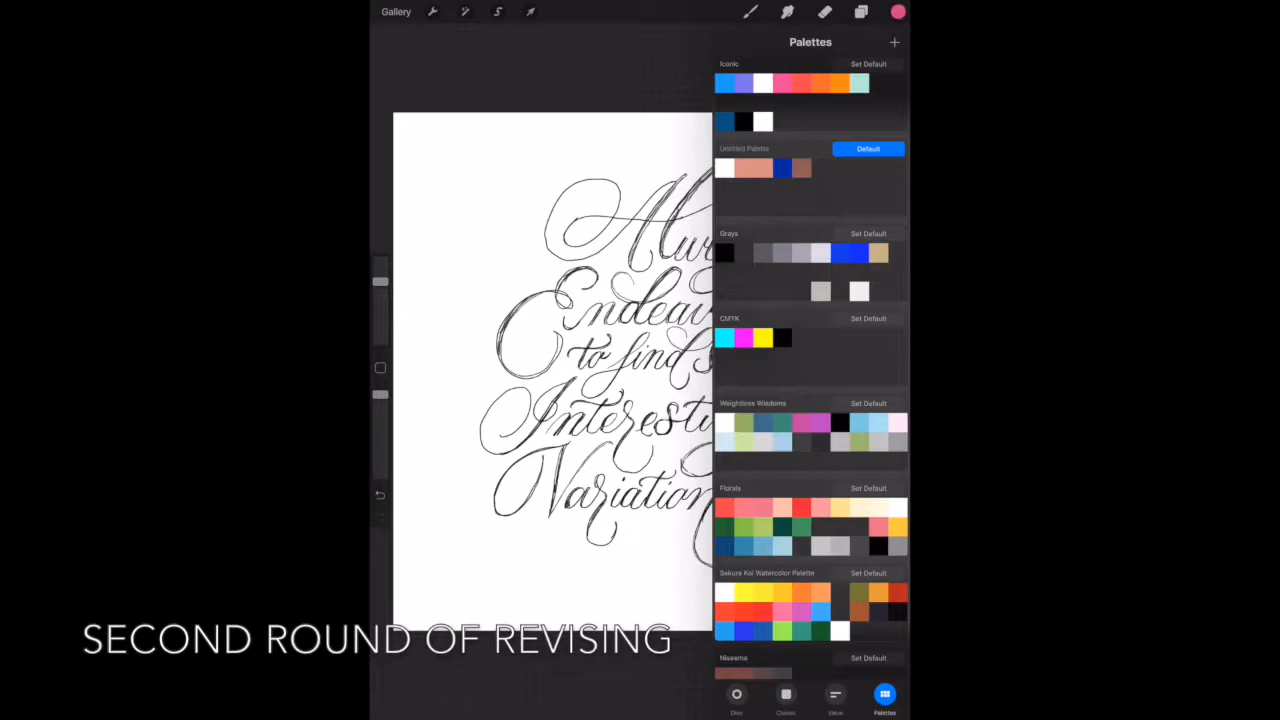 Gallery
Palettes
Iconic Set Default
Untitled Palette Default
Grays Set Default
CMYK Set Default
Weightless Wisdoms Set Default
Florals Set Default
Sakura Koi Watercolor Palette Set Default
Niseema Set Default
Disc Classic Value Palettes
Endeav
to find s
Interesti
Variation
SECOND ROUND OF REVISING